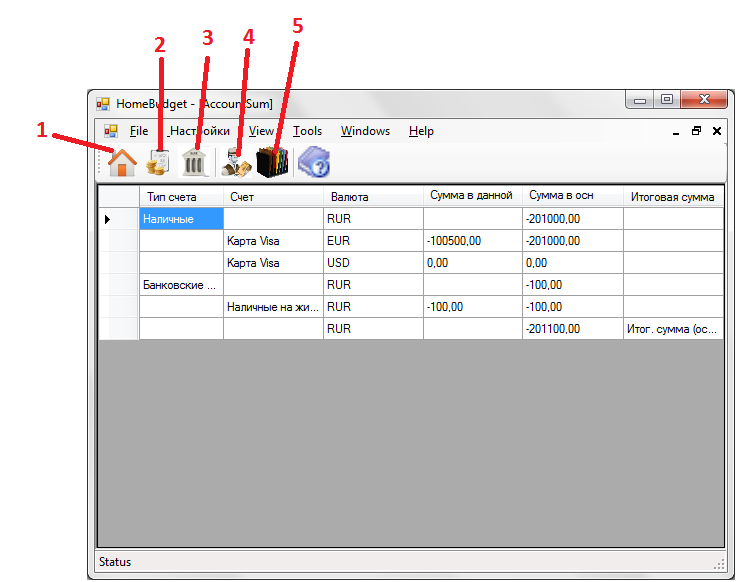 1 2 3 4 5
HomeBudget - [AccountSum]
File Настройки View Tools Windows Help
Тип счета Счет Валюта Сумма в данной Сумма в осн Итоговая сумма
Наличные RUR -201000,00
Карта Visa EUR -100500,00 -201000,00
Карта Visa USD 0,00 0,00
Банковские ... RUR -100,00
Наличные на жи... RUR -100,00 -100,00
RUR -201100,00 Итог. сумма (ос...
Status